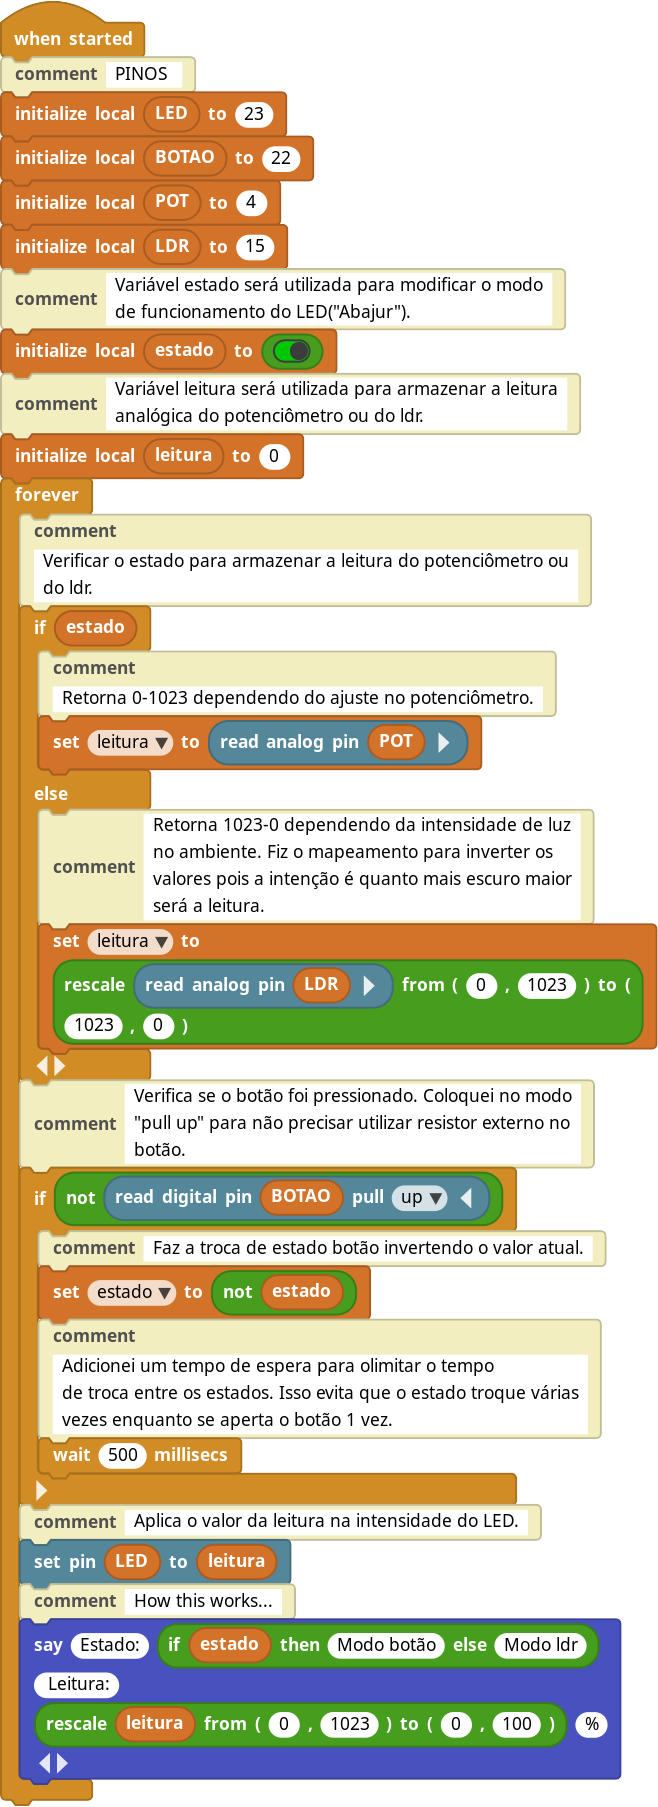 when started
comment PINOS
initialize local LED to 23
initialize local BOTAO to 22
initialize local POT to 4
initialize local LDR to 15
comment Variável estado será utilizada para modificar o modo
de funcionamento do LED("Abajur").
initialize local estado to
comment Variável leitura será utilizada para armazenar a leitura
analógica do potenciômetro ou do ldr.
initialize local leitura to 0
forever
comment
Verificar o estado para armazenar a leitura do potenciômetro ou
do ldr.
if estado
comment
Retorna 0-1023 dependendo do ajuste no potenciômetro.
set leitura ▼ to read analog pin POT
else
comment Retorna 1023-0 dependendo da intensidade de luz
no ambiente. Fiz o mapeamento para inverter os
valores pois a intenção é quanto mais escuro maior
será a leitura.
set leitura ▼ to
rescale read analog pin LDR from ( 0 , 1023 ) to (
1023 , 0 )
comment Verifica se o botão foi pressionado. Coloquei no modo
"pull up" para não precisar utilizar resistor externo no
botão.
if not read digital pin BOTAO pull up ▼
comment Faz a troca de estado botão invertendo o valor atual.
set estado ▼ to not estado
comment
Adicionei um tempo de espera para olimitar o tempo
de troca entre os estados. Isso evita que o estado troque várias
vezes enquanto se aperta o botão 1 vez.
wait 500 millisecs
comment Aplica o valor da leitura na intensidade do LED.
set pin LED to leitura
comment How this works...
say Estado: if estado then Modo botão else Modo ldr
Leitura:
rescale leitura from ( 0 , 1023 ) to ( 0 , 100 ) %